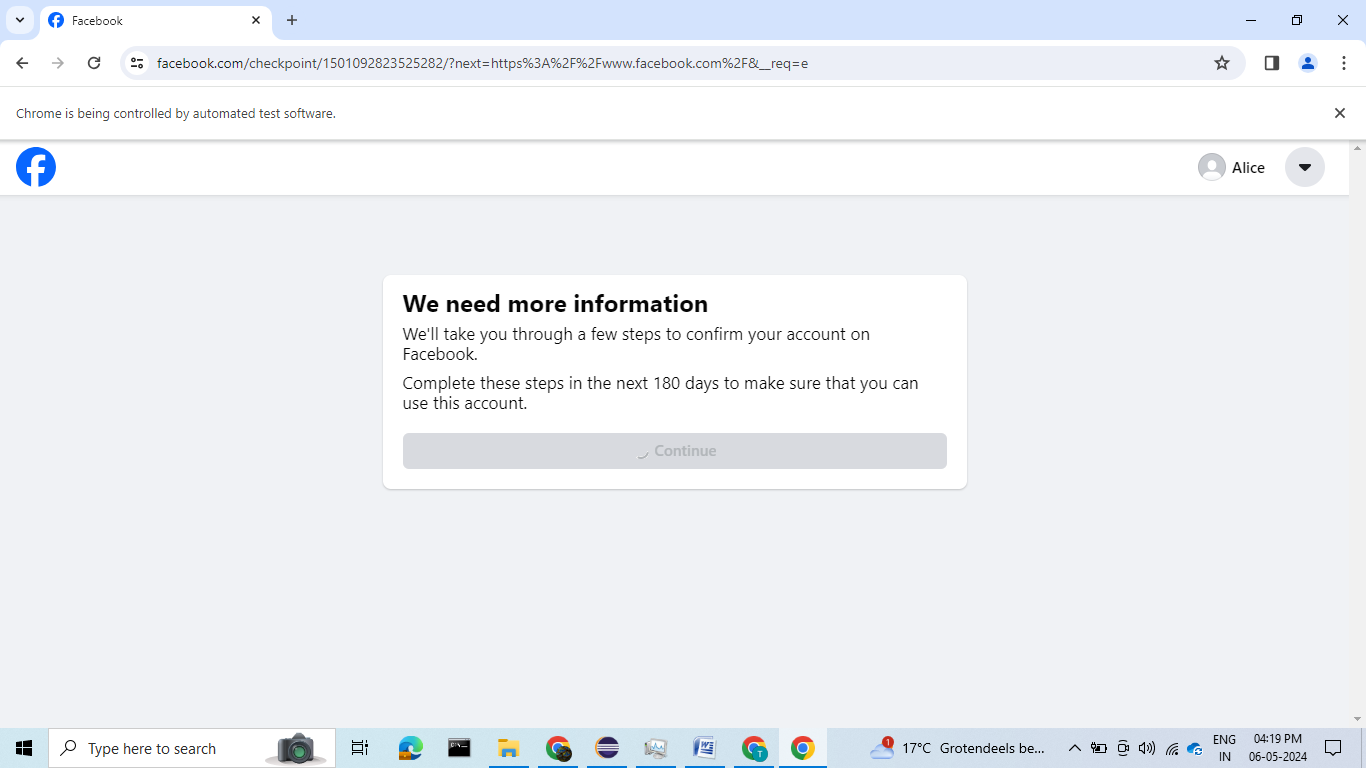 Facebook
facebook.com/checkpoint/1501092823525282/?next=https%3A%2F%2Fwww.facebook.com%2F&__req=e
Chrome is being controlled by automated test software.
Alice
We need more information
We'll take you through a few steps to confirm your account on
Facebook.
Complete these steps in the next 180 days to make sure that you can
use this account.
Continue
Type here to search
1
17°C Grotendeels be...
ENG
IN
04:19 PM
06-05-2024